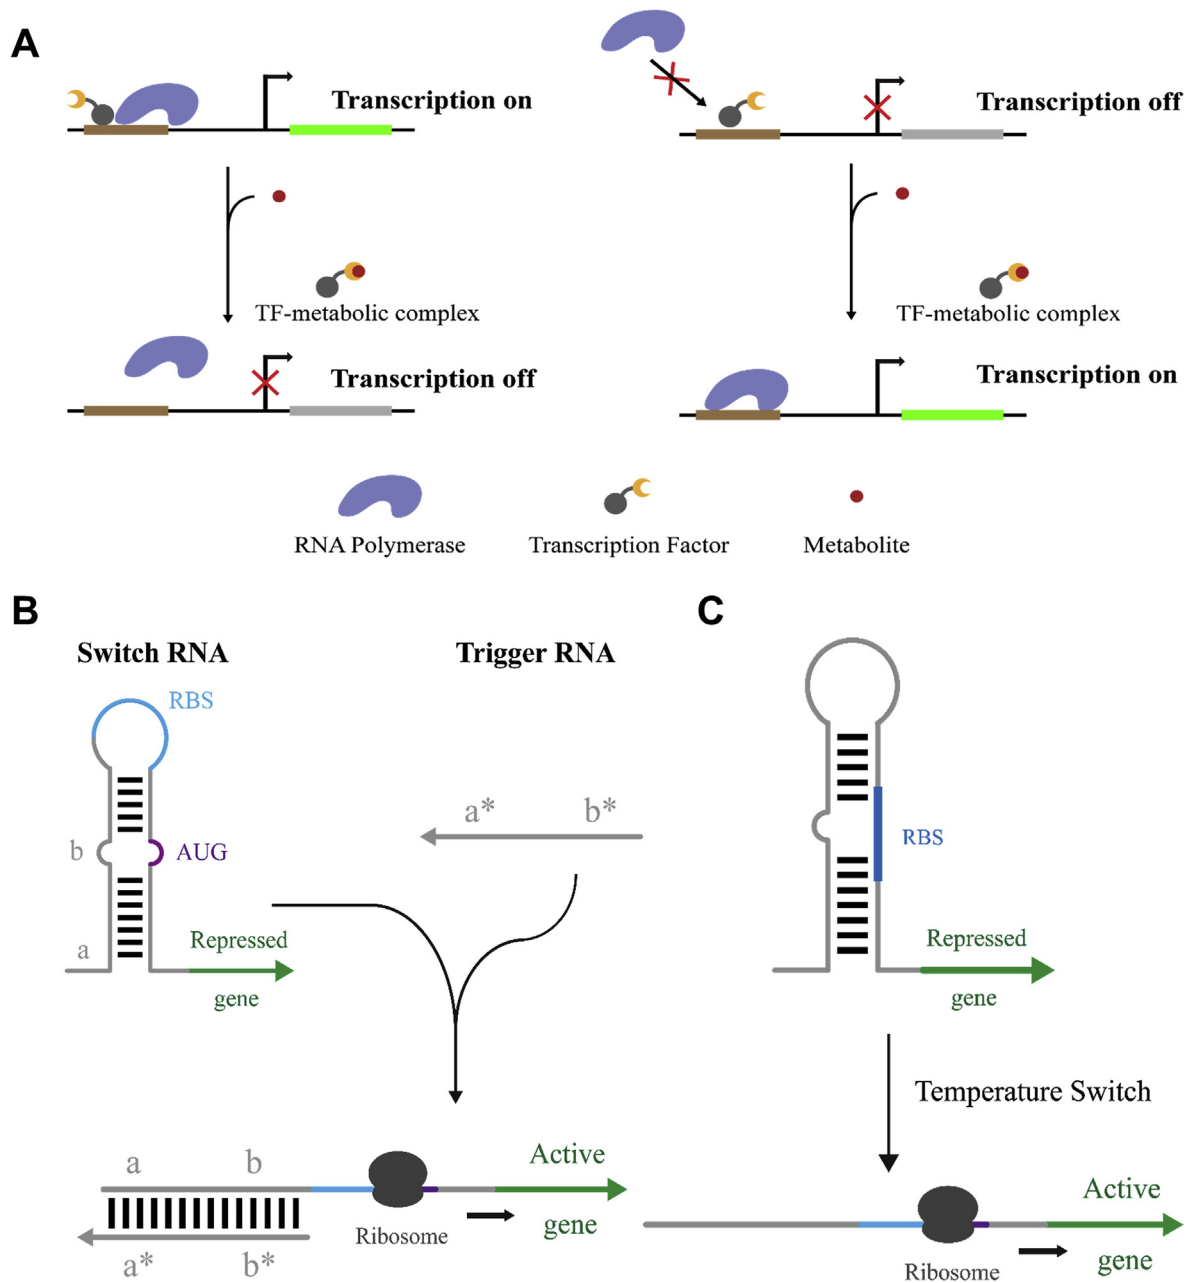 A
Transcription on
Transcription off
TF-metabolic complex
TF-metabolic complex
Transcription off
Transcription on
RNA Polymerase
Transcription Factor
Metabolite
B
C
Switch RNA
Trigger RNA
RBS
a*
b*
b
AUG
RBS
a
Repressed
gene
Repressed
gene
Temperature Switch
a
b
Active
gene
Ribosome
a*
b*
Active
gene
Ribosome